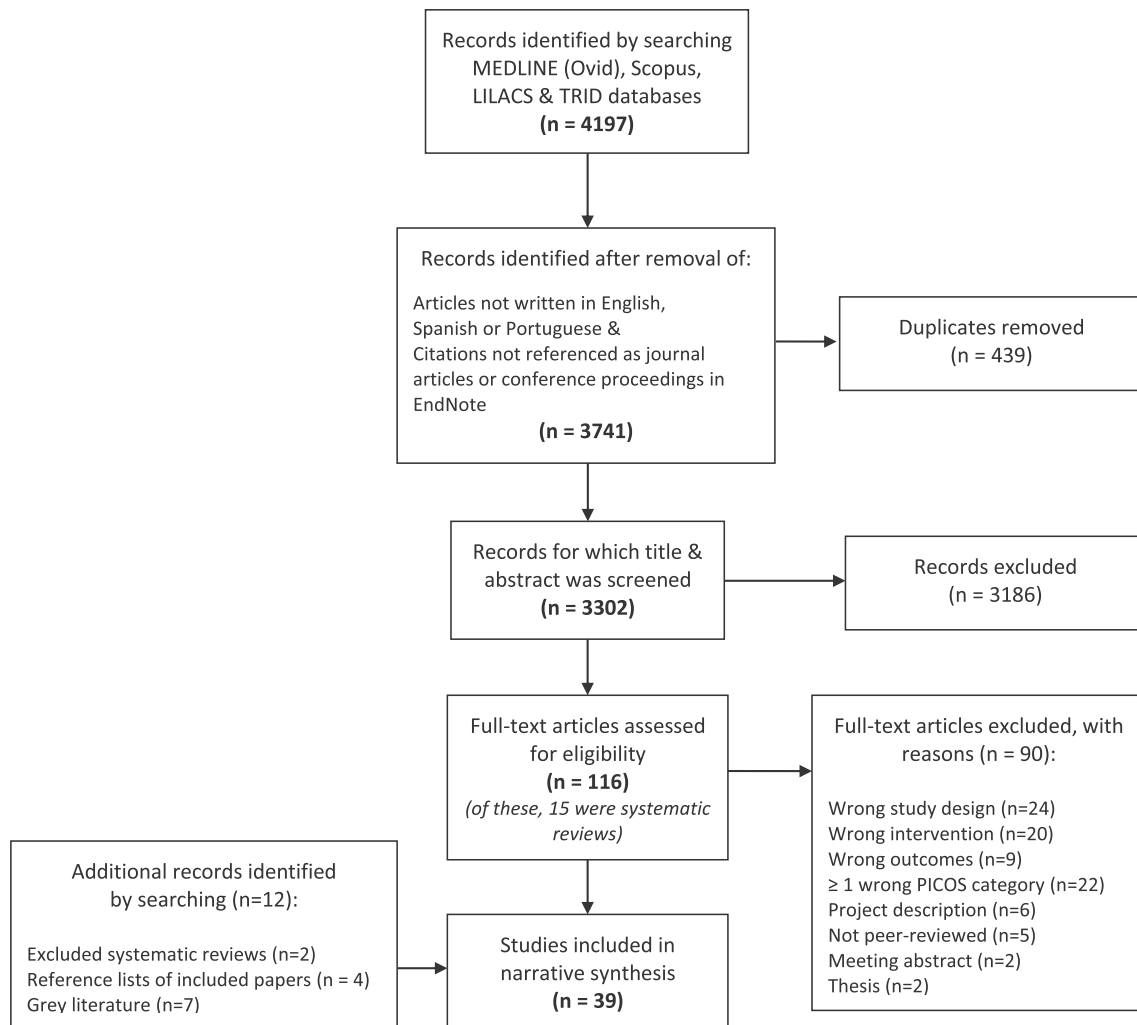 Records identified by searching
MEDLINE (Ovid), Scopus,
LILACS & TRID databases
(n = 4197)
Records identified after removal of:
Articles not written in English,
Spanish or Portuguese &
Citations not referenced as journal
articles or conference proceedings in
EndNote
(n = 3741)
Duplicates removed
(n = 439)
Records for which title &
abstract was screened
(n = 3302)
Records excluded
(n = 3186)
Full-text articles assessed
for eligibility
(n = 116)
(of these, 15 were systematic
reviews)
Full-text articles excluded, with
reasons (n = 90):
Wrong study design (n=24)
Wrong intervention (n=20)
Wrong outcomes (n=9)
≥ 1 wrong PICOS category (n=22)
Project description (n=6)
Not peer-reviewed (n=5)
Meeting abstract (n=2)
Thesis (n=2)
Additional records identified
by searching (n=12):
Excluded systematic reviews (n=2)
Reference lists of included papers (n = 4)
Grey literature (n=7)
Studies included in
narrative synthesis
(n = 39)